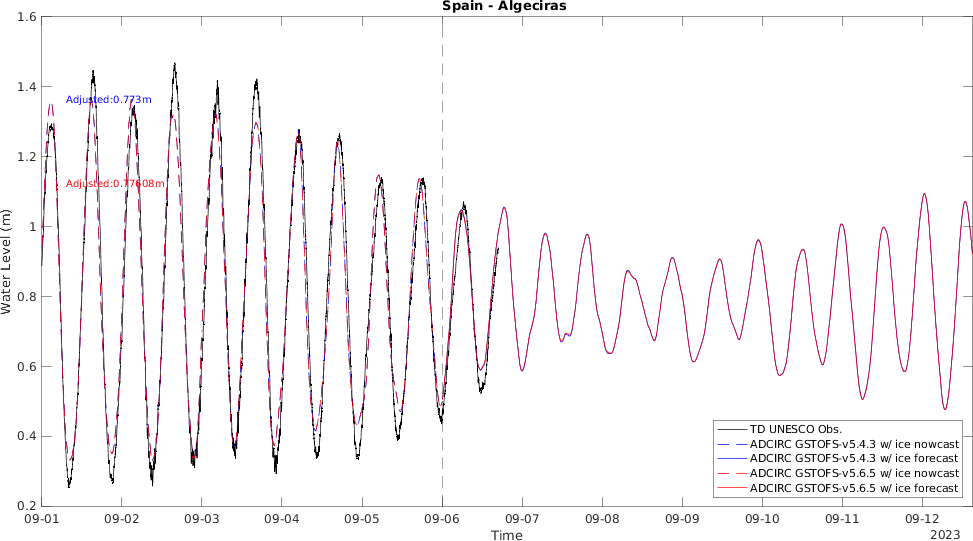 Spain - Algeciras
1.6
1.4
1.2
1
0.8
0.6
0.4
0.2
Water Level (m)
Adjusted:0.773m
Adjusted:0.77608m
TD UNESCO Obs.
ADCIRC GSTOFS-v5.4.3 w/ ice nowcast
ADCIRC GSTOFS-v5.4.3 w/ ice forecast
ADCIRC GSTOFS-v5.6.5 w/ ice nowcast
ADCIRC GSTOFS-v5.6.5 w/ ice forecast
09-01 09-02 09-03 09-04 09-05 09-06 09-07 09-08 09-09 09-10 09-11 09-12
2023
Time